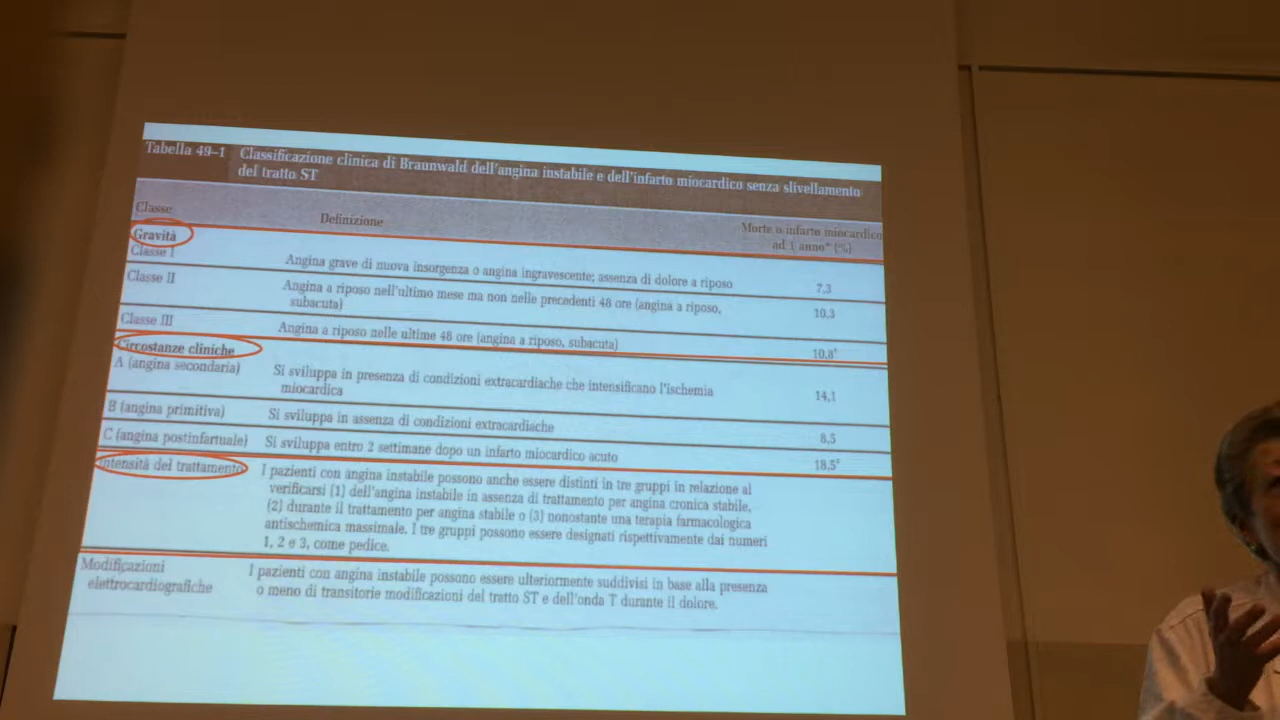 Tabella 49–1 Classificazione clinica di Braunwald dell'angina instabile e dell'infarto miocardico senza slivellamento
del tratto ST
Classe Definizione Morte o infarto miocardico
ad 1 anno* (%)
Gravità
Classe I Angina grave di nuova insorgenza o angina ingravescente; assenza di dolore a riposo 7,3
Classe II Angina a riposo nell'ultimo mese ma non nelle precedenti 48 ore (angina a riposo,
subacuta) 10,3
Classe III Angina a riposo nelle ultime 48 ore (angina a riposo, subacuta) 10,8†
Circostanze cliniche
A (angina secondaria) Si sviluppa in presenza di condizioni extracardiache che intensificano l'ischemia
miocardica 14,1
B (angina primitiva) Si sviluppa in assenza di condizioni extracardiache 8,5
C (angina postinfartuale) Si sviluppa entro 2 settimane dopo un infarto miocardico acuto 18,5‡
Intensità del trattamento I pazienti con angina instabile possono anche essere distinti in tre gruppi in relazione al
verificarsi (1) dell'angina instabile in assenza di trattamento per angina cronica stabile,
(2) durante il trattamento per angina stabile o (3) nonostante una terapia farmacologica
antischemica massimale. I tre gruppi possono essere designati rispettivamente dai numeri
1, 2 e 3, come pedice.
Modificazioni I pazienti con angina instabile possono essere ulteriormente suddivisi in base alla presenza
elettrocardiografiche o meno di transitorie modificazioni del tratto ST e dell'onda T durante il dolore.